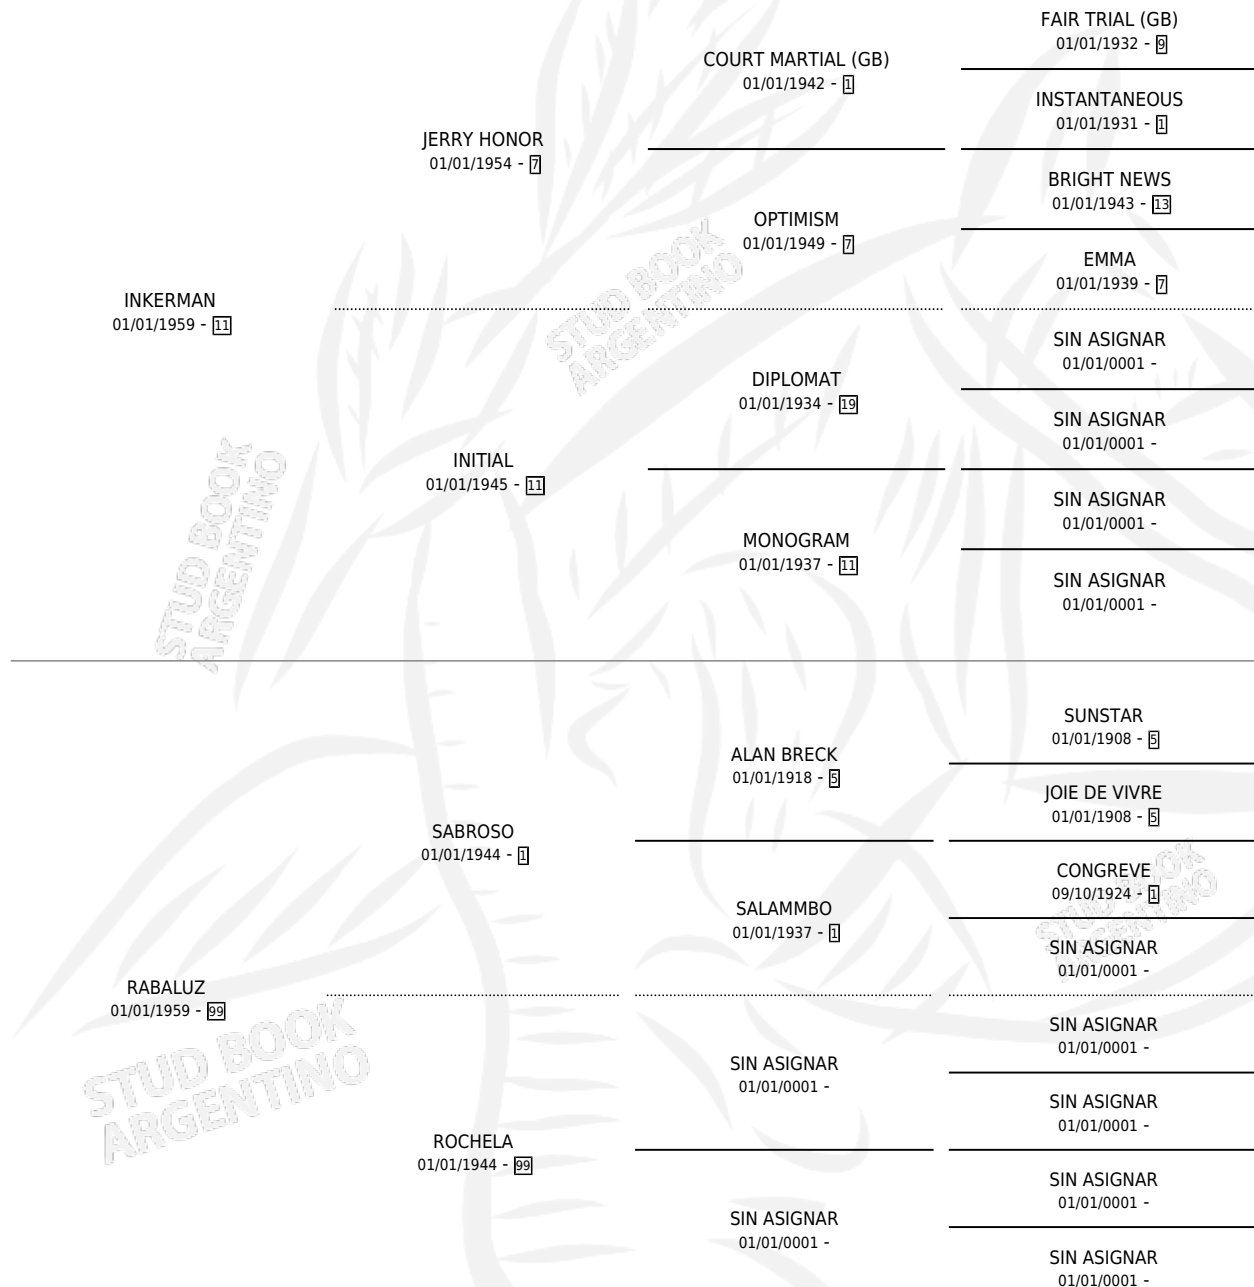 FAIR TRIAL (GB)
01/01/1932 - 9
COURT MARTIAL (GB)
01/01/1942 - 1
INSTANTANEOUS
01/01/1931 - 1
JERRY HONOR
01/01/1954 - 7
BRIGHT NEWS
01/01/1943 - 13
OPTIMISM
01/01/1949 - 7
EMMA
01/01/1939 - 7
INKERMAN
01/01/1959 - 11
SIN ASIGNAR
01/01/0001 -
DIPLOMAT
01/01/1934 - 19
SIN ASIGNAR
01/01/0001 -
INITIAL
01/01/1945 - 11
SIN ASIGNAR
01/01/0001 -
MONOGRAM
01/01/1937 - 11
SIN ASIGNAR
01/01/0001 -
SUNSTAR
01/01/1908 - 5
ALAN BRECK
01/01/1918 - 5
JOIE DE VIVRE
01/01/1908 - 5
SABROSO
01/01/1944 - 1
CONGREVE
09/10/1924 - 1
SALAMMBO
01/01/1937 - 1
SIN ASIGNAR
01/01/0001 -
RABALUZ
01/01/1959 - 99
SIN ASIGNAR
01/01/0001 -
SIN ASIGNAR
01/01/0001 -
SIN ASIGNAR
01/01/0001 -
ROCHELA
01/01/1944 - 99
SIN ASIGNAR
01/01/0001 -
SIN ASIGNAR
01/01/0001 -
SIN ASIGNAR
01/01/0001 -
STUD BOOK
ARGENTINO
STUD BOOK
ARGENTINO
STUD BOOK
ARGENTINO
STUD BOOK
ARGENTINO